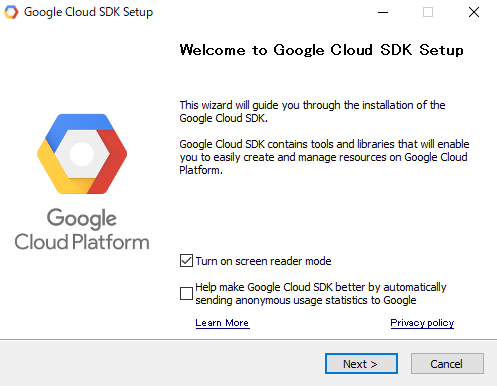 Google Cloud SDK Setup
Welcome to Google Cloud SDK Setup
This wizard will guide you through the installation of the
Google Cloud SDK.
Google Cloud SDK contains tools and libraries that will enable
you to easily create and manage resources on Google Cloud
Platform.
Google
Cloud Platform
Turn on screen reader mode
Help make Google Cloud SDK better by automatically
sending anonymous usage statistics to Google
Learn More
Privacy policy
Next >
Cancel